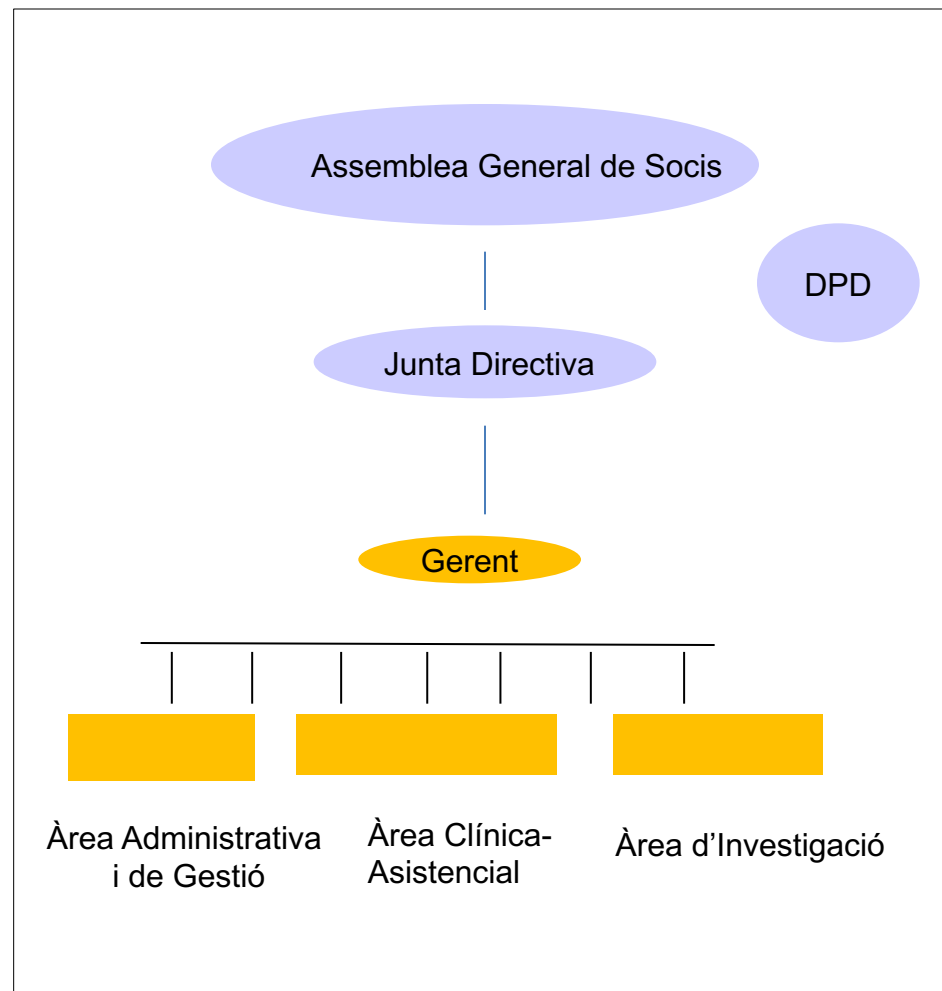 Assemblea General de Socis
DPD
Junta Directiva
Gerent
Àrea Administrativa
i de Gestió
Àrea Clínica-
Asistencial
Àrea d’Investigació